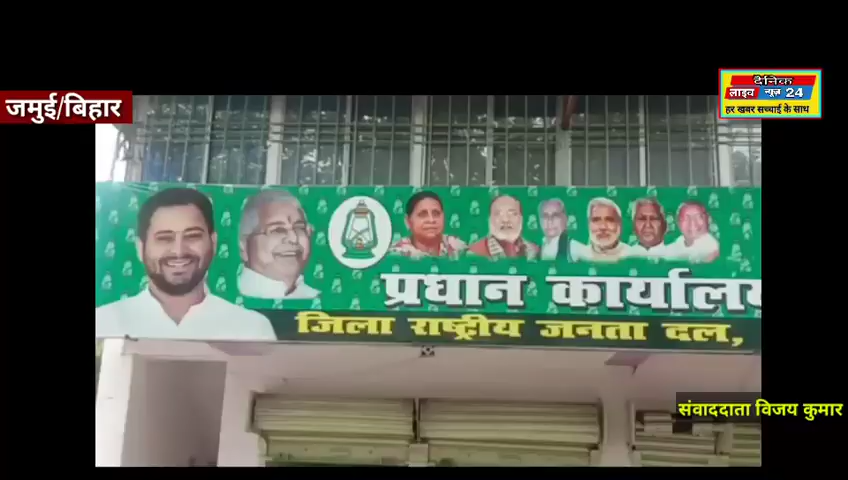 दैनिक
लाइव न्यूज़ 24
हर खबर सच्चाई के साथ
जमुई/बिहार
प्रधान कार्यालय
जिला राष्ट्रीय जनता दल,
संवाददाता विजय कुमार